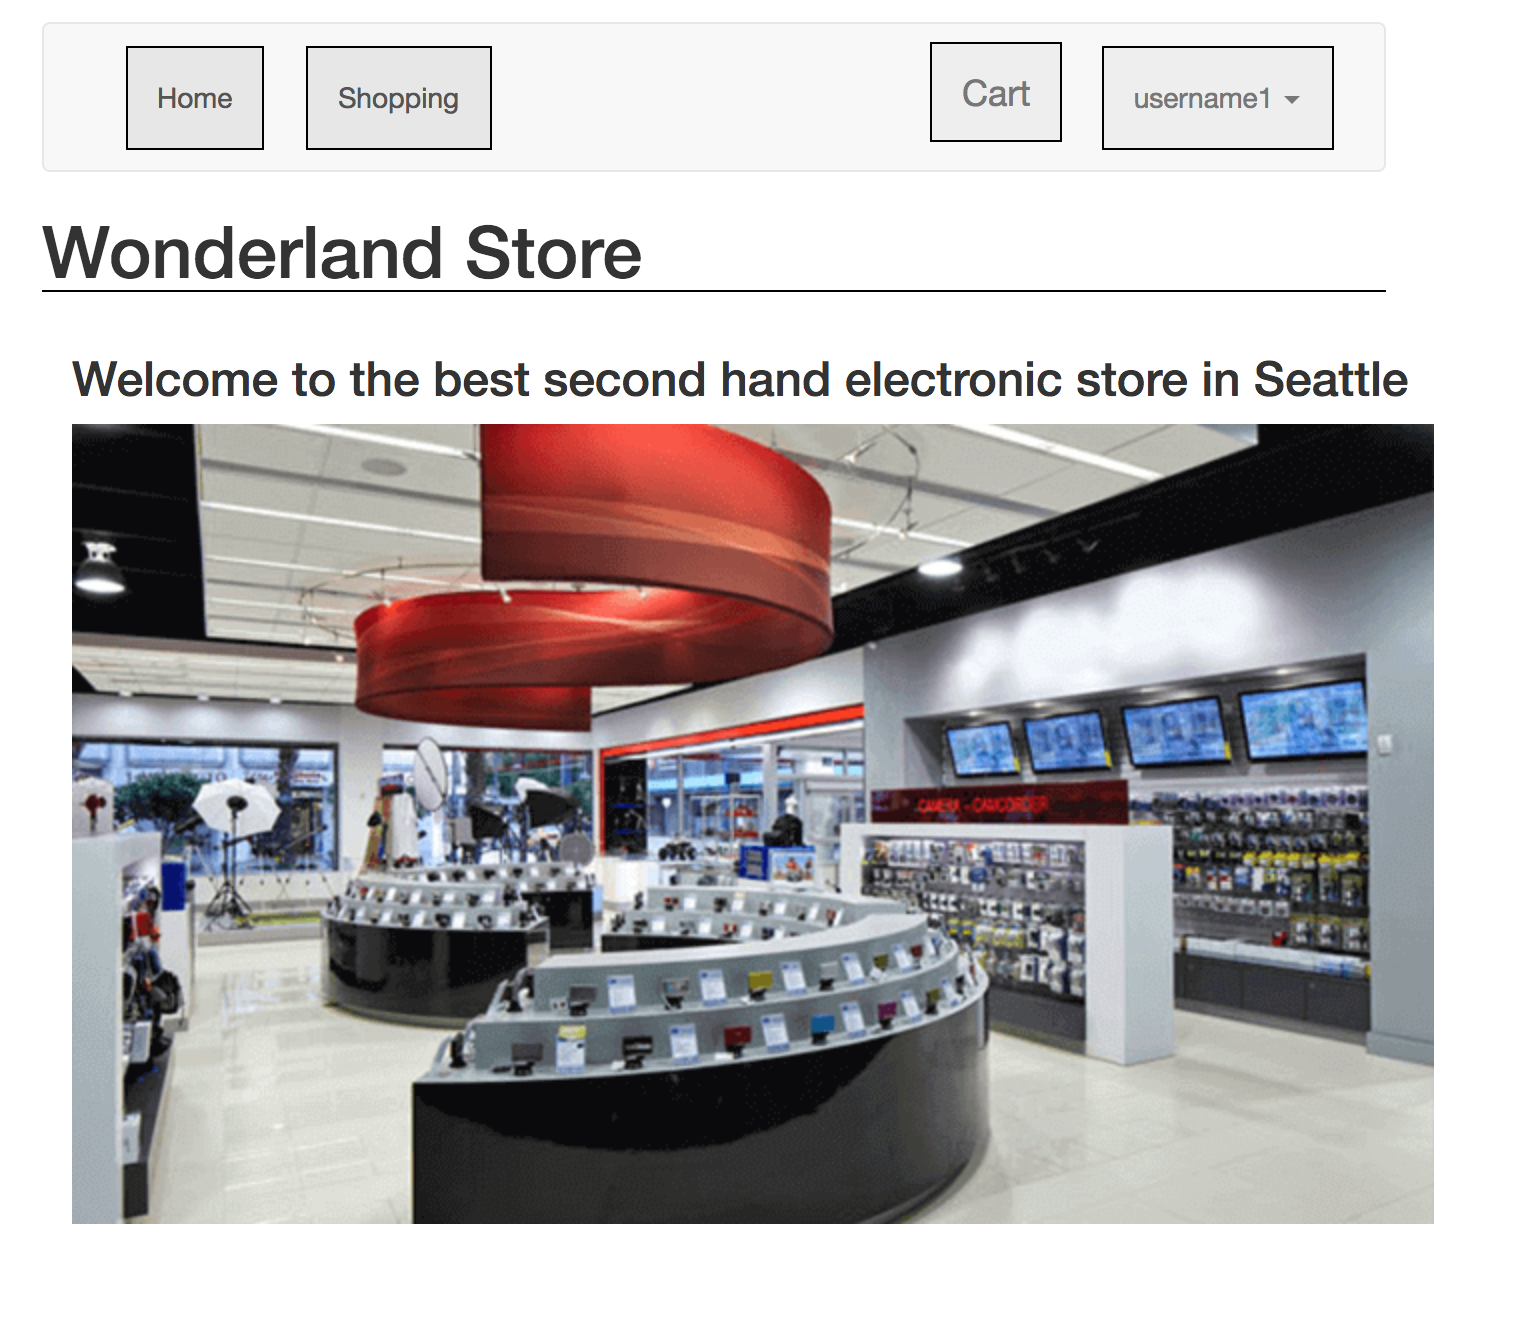 Home
Shopping
Cart
username1
Wonderland Store
Welcome to the best second hand electronic store in Seattle
CAMERA - CAMCORDER